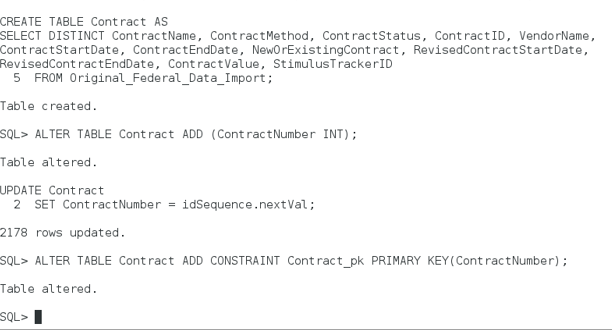 CREATE TABLE Contract AS
SELECT DISTINCT ContractName, ContractMethod, ContractStatus, ContractID, VendorName,
ContractStartDate, ContractEndDate, NewOrExistingContract, RevisedContractStartDate,
RevisedContractEndDate, ContractValue, StimulusTrackerID
5 FROM Original_Federal_Data_Import;
Table created.
SQL> ALTER TABLE Contract ADD (ContractNumber INT);
Table altered.
UPDATE Contract
2 SET ContractNumber = idSequence.nextVal;
2178 rows updated.
SQL> ALTER TABLE Contract ADD CONSTRAINT Contract_pk PRIMARY KEY(ContractNumber);
Table altered.
SQL>